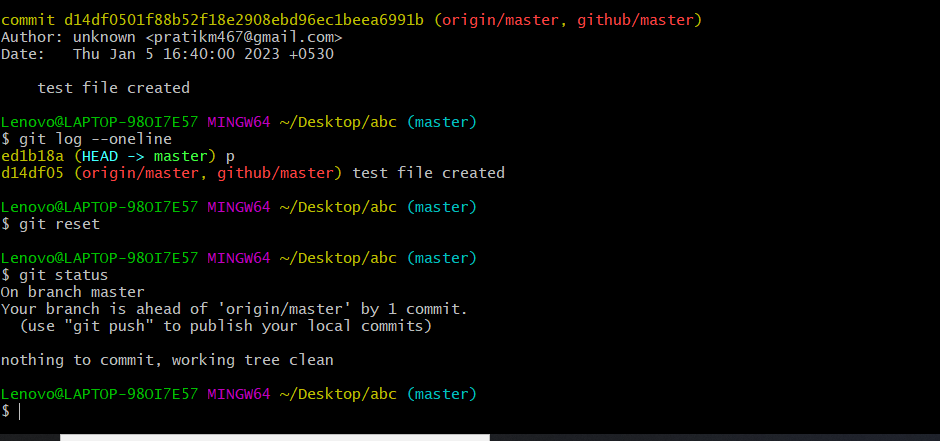 commit d14df0501f88b52f18e2908ebd96ec1beea6991b (origin/master, github/master)
Author: unknown <pratikm467@gmail.com>
Date:   Thu Jan 5 16:40:00 2023 +0530
    test file created
Lenovo@LAPTOP-98OI7E57 MINGW64 ~/Desktop/abc (master)
$ git log --oneline
ed1b18a (HEAD -> master) p
d14df05 (origin/master, github/master) test file created
Lenovo@LAPTOP-98OI7E57 MINGW64 ~/Desktop/abc (master)
$ git reset
Lenovo@LAPTOP-98OI7E57 MINGW64 ~/Desktop/abc (master)
$ git status
On branch master
Your branch is ahead of 'origin/master' by 1 commit.
  (use "git push" to publish your local commits)
nothing to commit, working tree clean
Lenovo@LAPTOP-98OI7E57 MINGW64 ~/Desktop/abc (master)
$